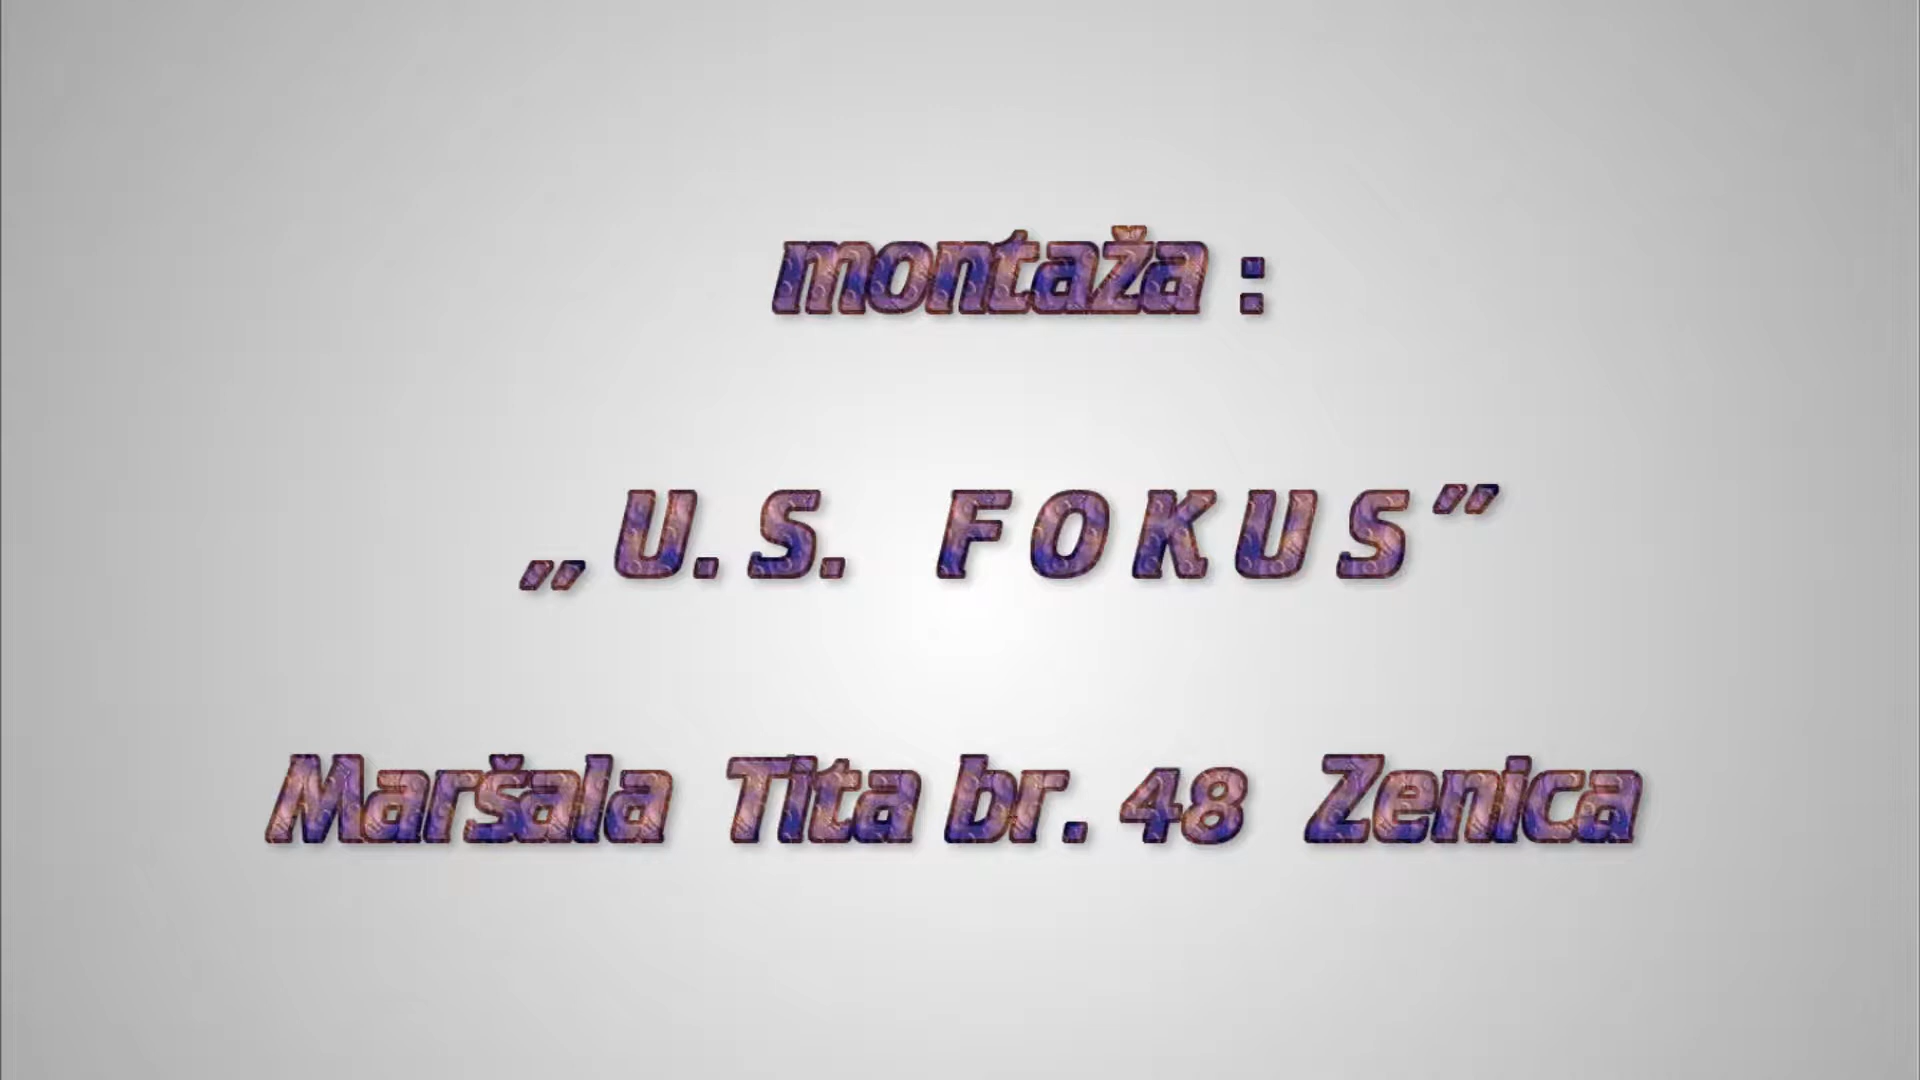 montaža :
„U.S. FOKUS”
Maršala Tita br. 48 Zenica